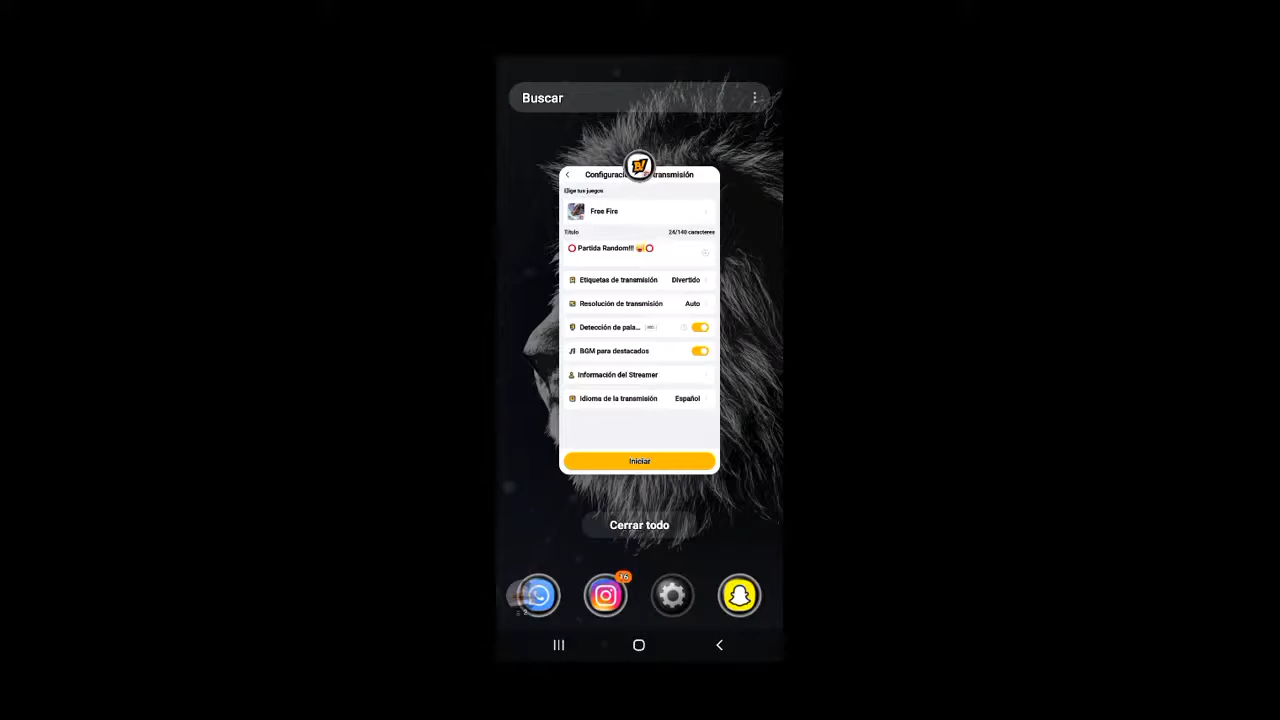 Buscar
Elige tus juegos
Free Fire
Título 24/140 caracteres
⭕ Partida Random!!! 😝⭕
Etiquetas de transmisión Divertido
Resolución de transmisión Auto
Detección de pala...
BGM para destacados
Información del Streamer
Idioma de la transmisión Español
Iniciar
Cerrar todo
16